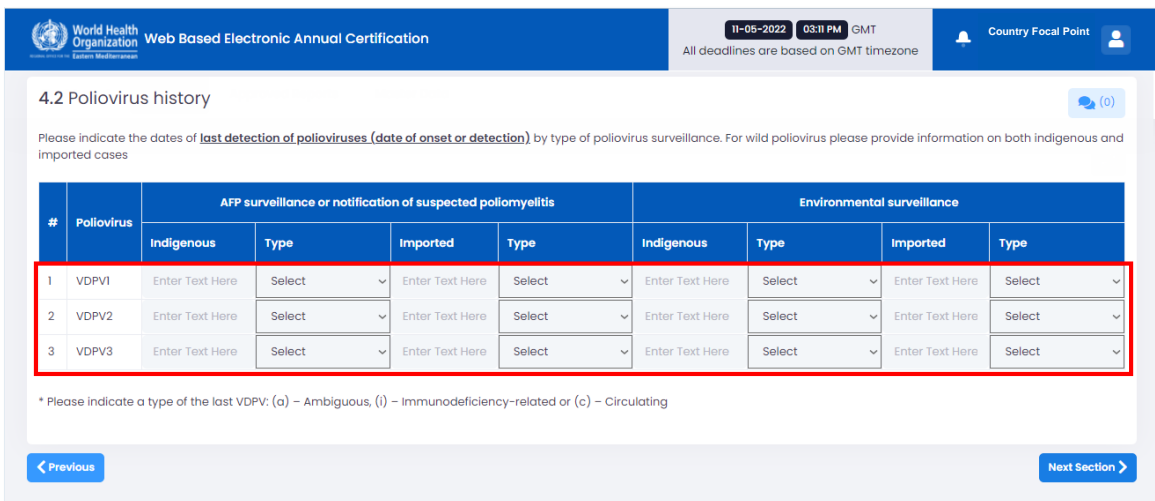 World Health
Organization
Eastern Mediterranean
Web Based Electronic Annual Certification
11-05-2022 03:11 PM GMT
All deadlines are based on GMT timezone
Country Focal Point
4.2 Poliovirus history
(0)
Please indicate the dates of last detection of polioviruses (date of onset or detection) by type of poliovirus surveillance. For wild poliovirus please provide information on both indigenous and
imported cases
# Poliovirus AFP surveillance or notification of suspected poliomyelitis Environmental surveillance
Indigenous Type Imported Type Indigenous Type Imported Type
1 VDPV1 Enter Text Here Select Enter Text Here Select Enter Text Here Select Enter Text Here Select
2 VDPV2 Enter Text Here Select Enter Text Here Select Enter Text Here Select Enter Text Here Select
3 VDPV3 Enter Text Here Select Enter Text Here Select Enter Text Here Select Enter Text Here Select
* Please indicate a type of the last VDPV: (a) – Ambiguous, (i) – Immunodeficiency-related or (c) – Circulating
Previous
Next Section